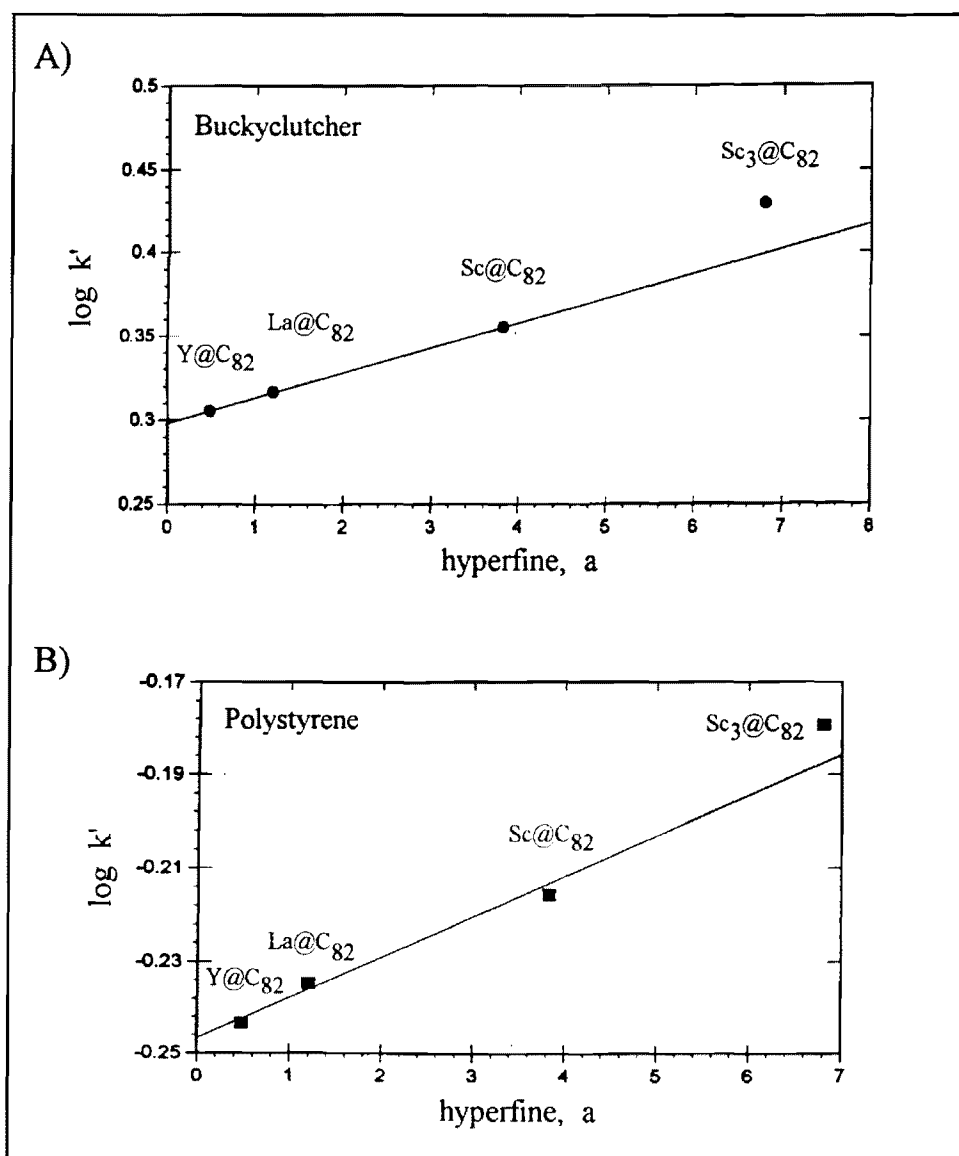 A)
0.5
Buckyclutcher
Sc3@C82
0.45
0.4
Sc@C82
log k'
La@C82
0.35
Y@C82
0.3
0.25
0 1 2 3 4 5 6 7 8
hyperfine, a
B)
-0.17
Polystyrene
Sc3@C82
-0.19
Sc@C82
log k'
-0.21
La@C82
-0.23
Y@C82
-0.25
0 1 2 3 4 5 6 7
hyperfine, a